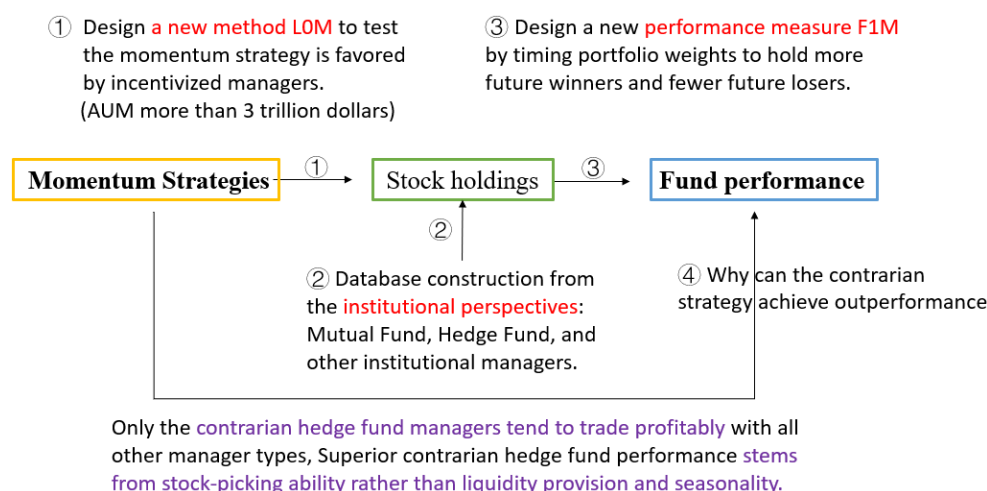 ① Design a new method L0M to test
the momentum strategy is favored
by incentivized managers.
(AUM more than 3 trillion dollars)
③ Design a new performance measure F1M
by timing portfolio weights to hold more
future winners and fewer future losers.
Momentum Strategies
①
Stock holdings
③
Fund performance
②
② Database construction from
the institutional perspectives:
Mutual Fund, Hedge Fund, and
other institutional managers.
④ Why can the contrarian
strategy achieve outperformance
Only the contrarian hedge fund managers tend to trade profitably with all
other manager types, Superior contrarian hedge fund performance stems
from stock-picking ability rather than liquidity provision and seasonality.